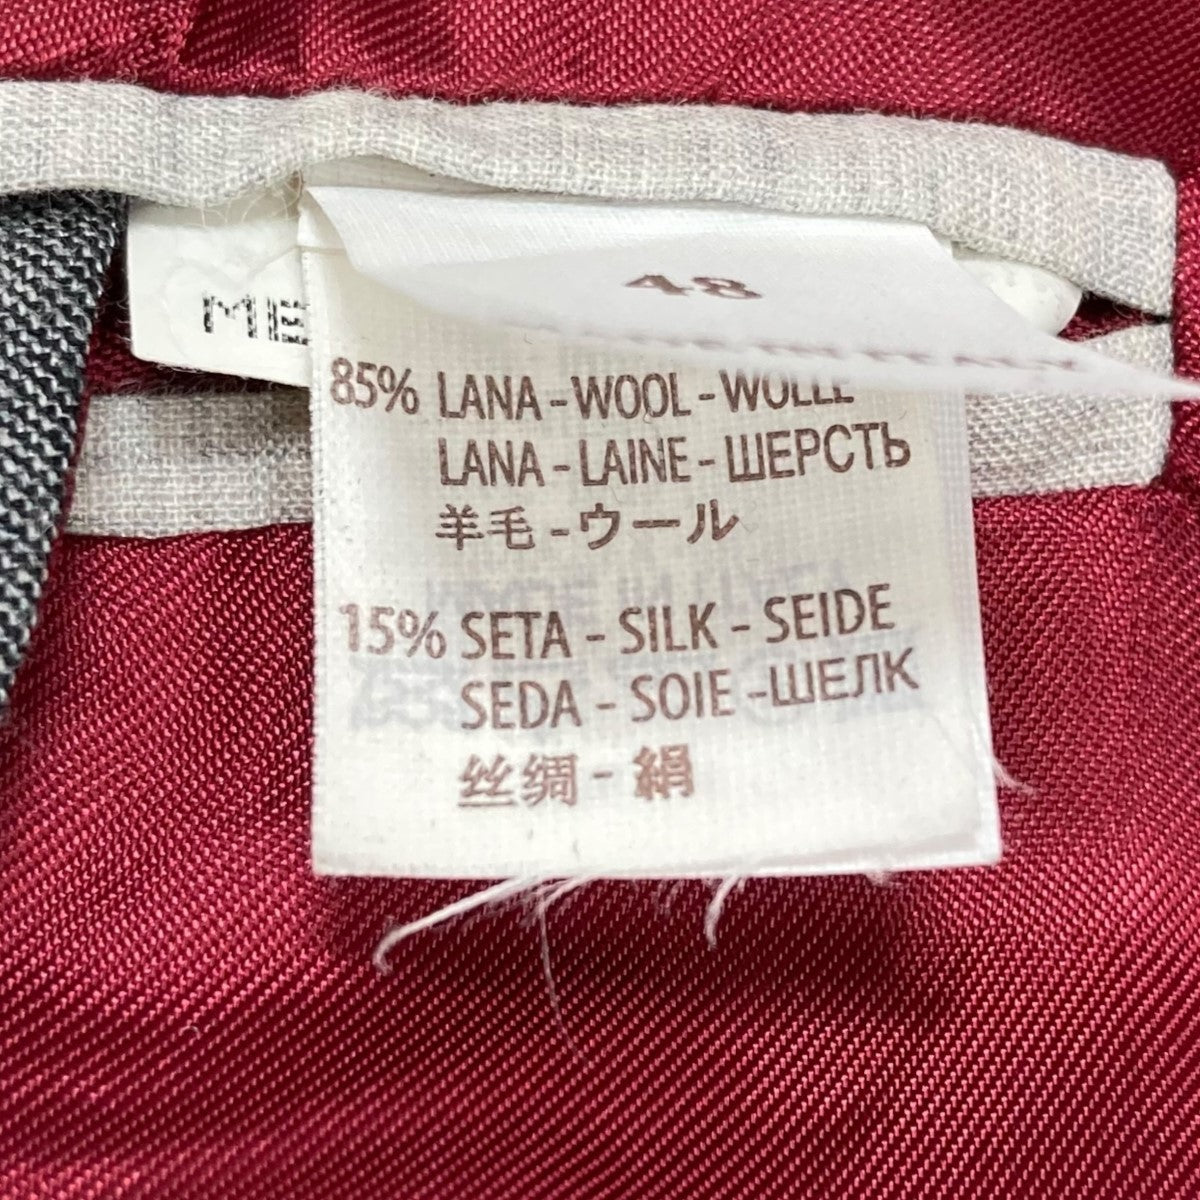 48
85% LANA - WOOL - WOLLE
LANA - LAINE - ШЕРСТЬ
羊毛 - ウール
15% SETA - SILK - SEIDE
SEDA - SOIE - ШЕЛК
丝绸 - 絹